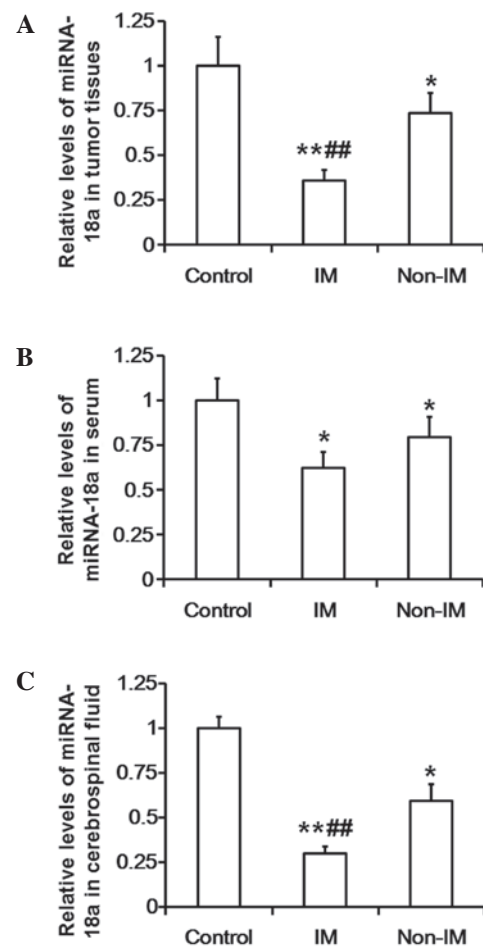 A
Relative levels of miRNA-
18a in tumor tissues
1.25
1
0.75
0.5
0.25
0
**##
*
Control IM Non-IM
B
Relative levels of
miRNA-18a in serum
1.25
1
0.75
0.5
0.25
0
*
*
Control IM Non-IM
C
Relative levels of miRNA-
18a in cerebrospinal fluid
1.25
1
0.75
0.5
0.25
0
**##
*
Control IM Non-IM